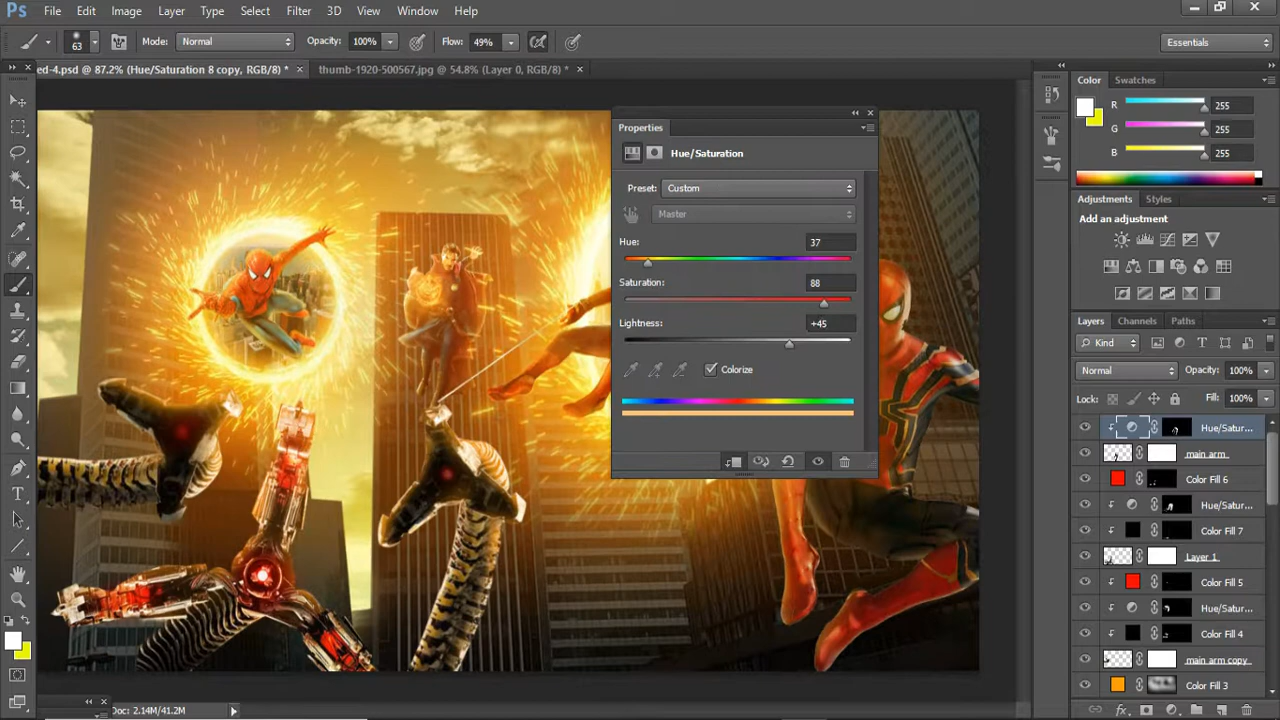 Ps File Edit Image Layer Type Select Filter 3D View Window Help
63 Mode: Normal Opacity: 100% Flow: 49% Essentials
ed-4.psd @ 87.2% (Hue/Saturation 8 copy, RGB/8) * × thumb-1920-500567.jpg @ 54.8% (Layer 0, RGB/8) * ×
Properties
Hue/Saturation
Preset: Custom
Master
Hue: 37
Saturation: 88
Lightness: +45
Colorize
Color Swatches
R 255
G 255
B 255
Adjustments Styles
Add an adjustment
Layers Channels Paths
Kind
Normal Opacity: 100%
Lock: Fill: 100%
Hue/Satur...
main arm
Color Fill 6
Hue/Satur...
Color Fill 7
Layer 1
Color Fill 5
Hue/Satur...
Color Fill 4
main arm copy
Color Fill 3
fx
Doc: 2.14M/41.2M